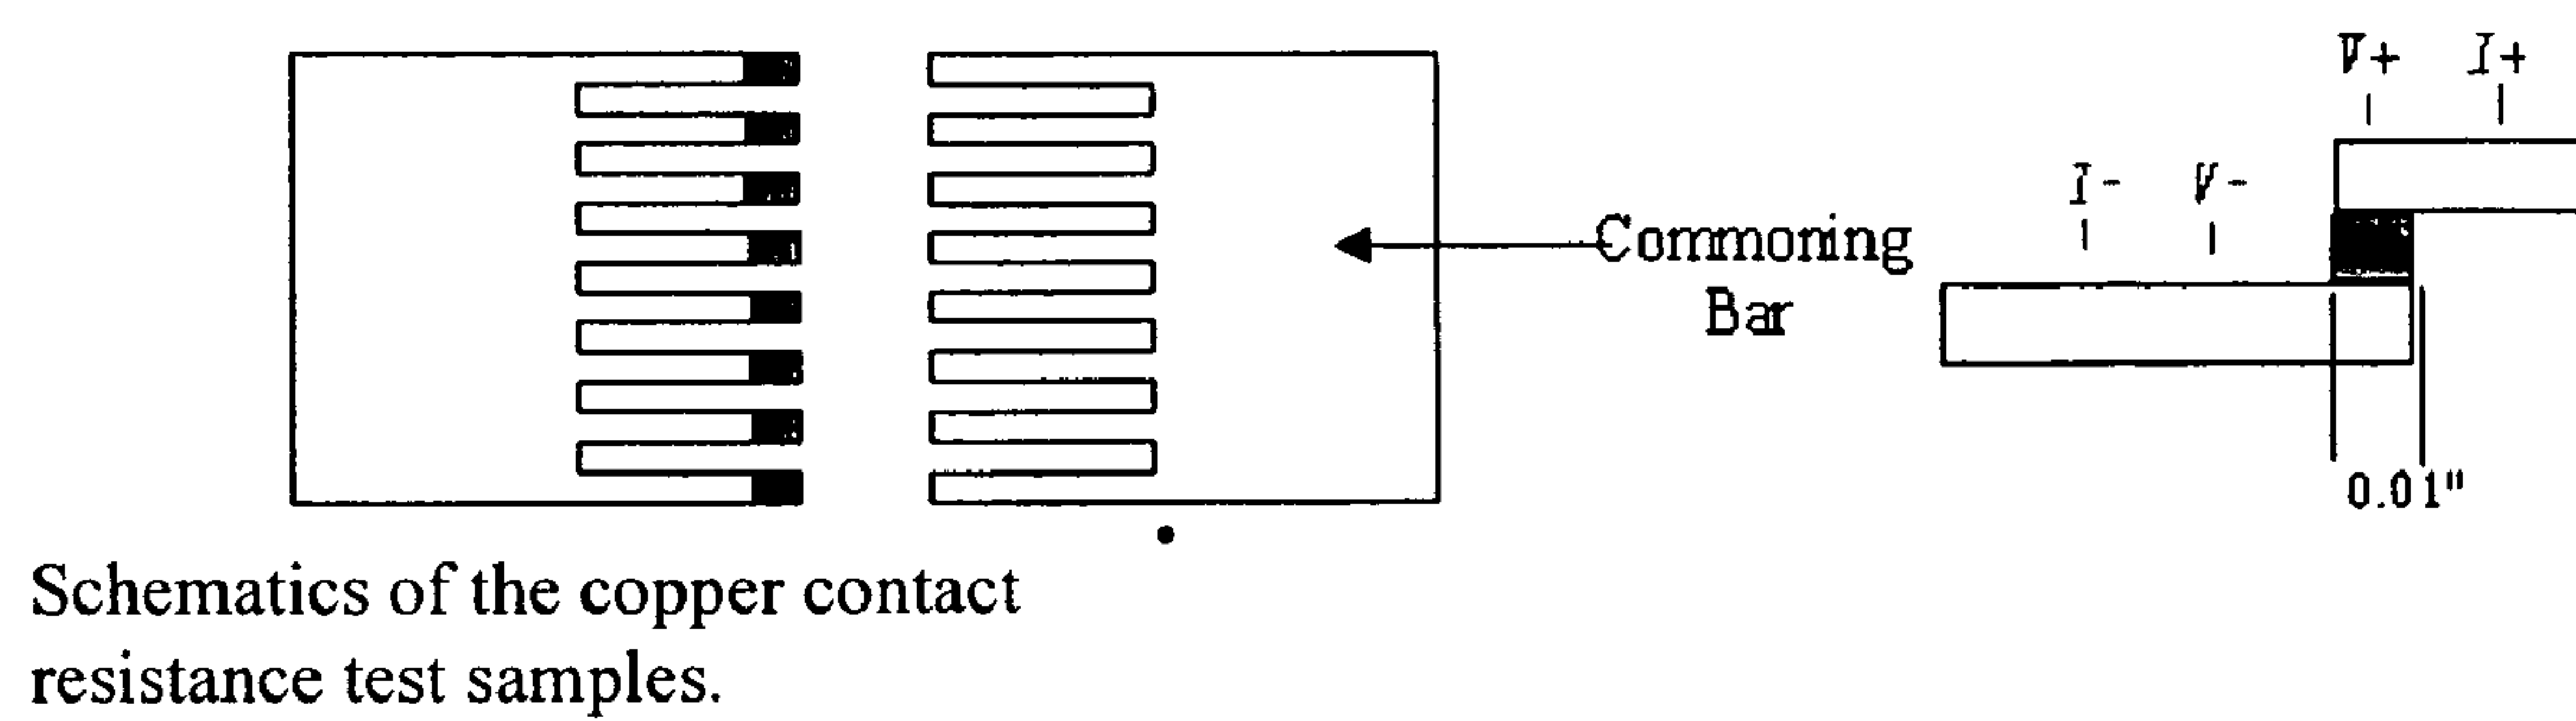 V+ I+
I- V-
Commoning
Bar
0.01"
Schematics of the copper contact
resistance test samples.